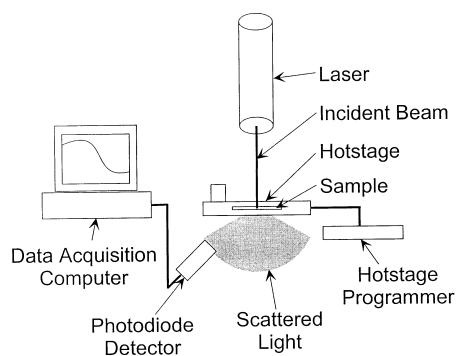 Laser
Incident Beam
Hotstage
Sample
Data Acquisition
Computer
Hotstage
Programmer
Photodiode
Detector
Scattered
Light